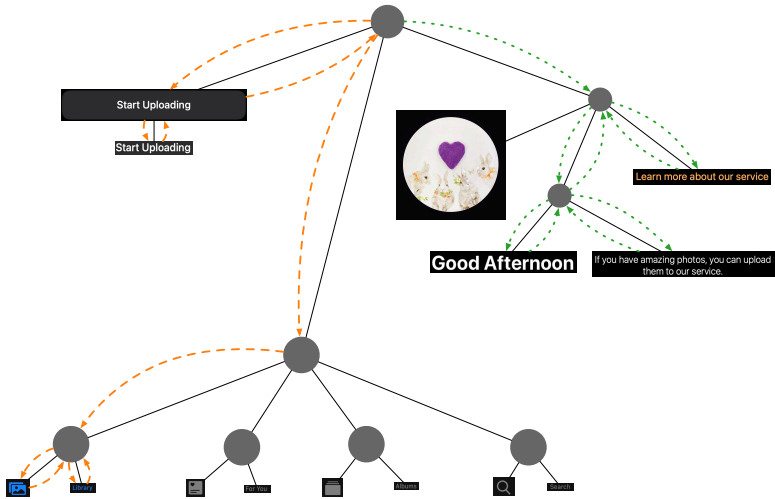 Start Uploading
Start Uploading
Learn more about our service
Good Afternoon
If you have amazing photos, you can upload
them to our service.
Library
For You
Albums
Search